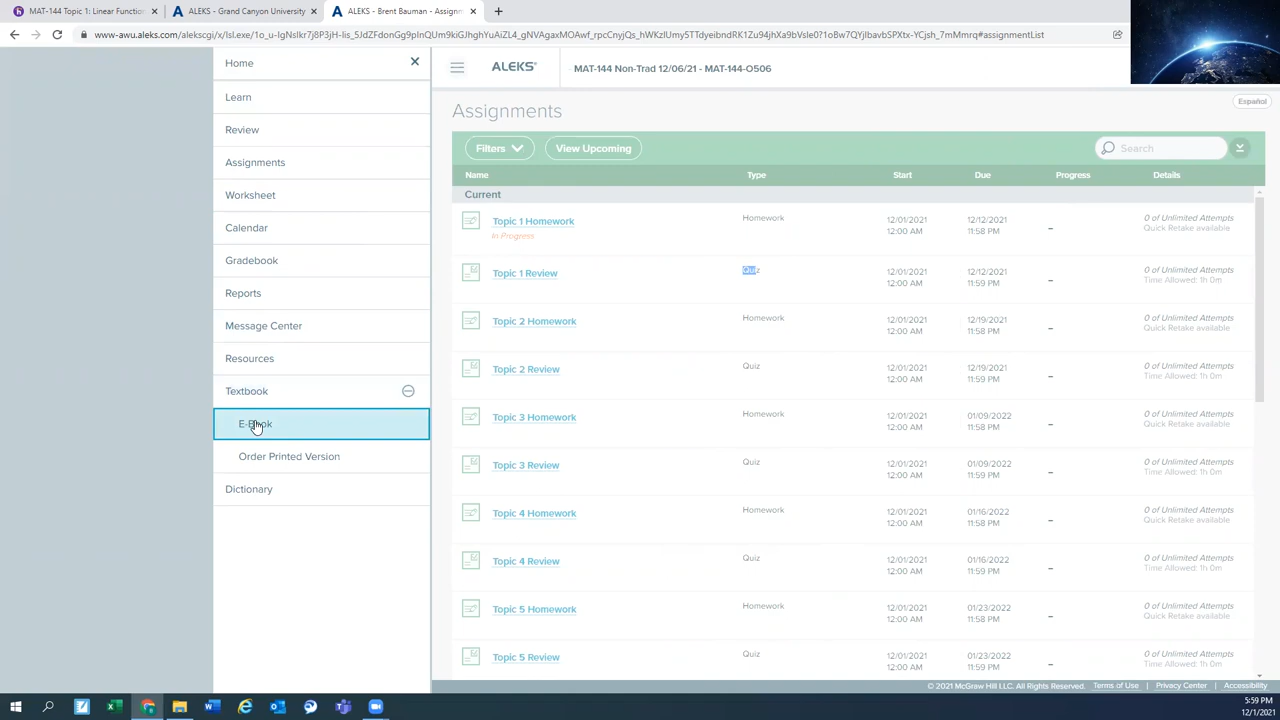 MAT-144 Topic 1: Linear Function
ALEKS - Grand Canyon University
ALEKS - Brent Bauman - Assignm
Home
Learn
Review
Assignments
Worksheet
Calendar
Gradebook
Reports
Message Center
Resources
Textbook
E-Book
Order Printed Version
Dictionary
ALEKS®
MAT-144 Non-Trad 12/06/21 - MAT-144-O506
Español
Assignments
Filters
View Upcoming
Search
Name Type Start Due Progress Details
Current
Topic 1 Homework Homework 12/01/2021 12/12/2021 – 0 of Unlimited Attempts
In Progress 12:00 AM 11:58 PM Quick Retake available
Topic 1 Review Quiz 12/01/2021 12/12/2021 – 0 of Unlimited Attempts
12:00 AM 11:59 PM Time Allowed: 1h 0m
Topic 2 Homework Homework 12/01/2021 12/19/2021 – 0 of Unlimited Attempts
12:00 AM 11:58 PM Quick Retake available
Topic 2 Review Quiz 12/01/2021 12/19/2021 – 0 of Unlimited Attempts
12:00 AM 11:59 PM Time Allowed: 1h 0m
Topic 3 Homework Homework 12/01/2021 01/09/2022 – 0 of Unlimited Attempts
12:00 AM 11:58 PM Quick Retake available
Topic 3 Review Quiz 12/01/2021 01/09/2022 – 0 of Unlimited Attempts
12:00 AM 11:59 PM Time Allowed: 1h 0m
Topic 4 Homework Homework 12/01/2021 01/16/2022 – 0 of Unlimited Attempts
12:00 AM 11:58 PM Quick Retake available
Topic 4 Review Quiz 12/01/2021 01/16/2022 – 0 of Unlimited Attempts
12:00 AM 11:59 PM Time Allowed: 1h 0m
Topic 5 Homework Homework 12/01/2021 01/23/2022 – 0 of Unlimited Attempts
12:00 AM 11:58 PM Quick Retake available
Topic 5 Review Quiz 12/01/2021 01/23/2022 – 0 of Unlimited Attempts
12:00 AM 11:59 PM Time Allowed: 1h 0m
© 2021 McGraw Hill LLC. All Rights Reserved. Terms of Use | Privacy Center | Accessibility
5:59 PM
12/1/2021